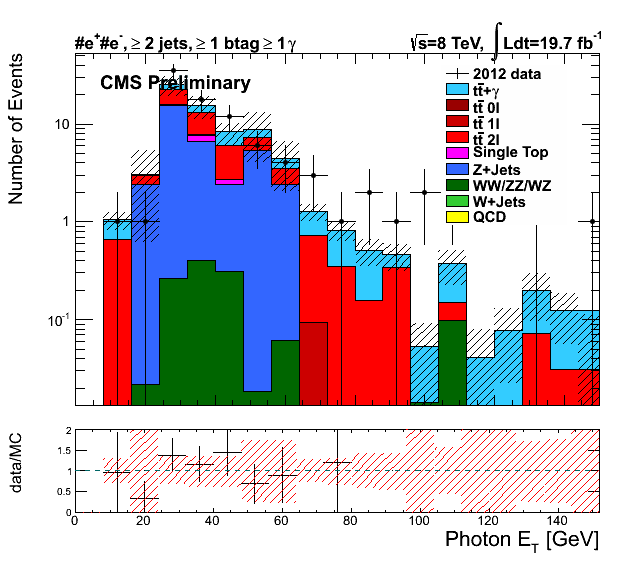 #e⁺#e⁻, ≥ 2 jets, ≥ 1 btag ≥ 1γ
√s=8 TeV, ∫Ldt=19.7 fb⁻¹
CMS Preliminary
2012 data
tt̄+γ
tt̄ 0l
tt̄ 1l
tt̄ 2l
Single Top
Z+Jets
WW/ZZ/WZ
W+Jets
QCD
Number of Events
10
1
10⁻¹
data/MC
2
1.5
1
0.5
0
0 20 40 60 80 100 120 140
Photon E_T [GeV]